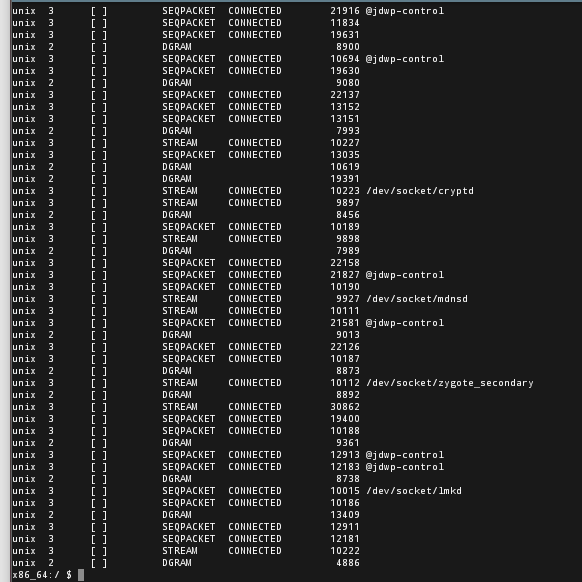 unix  3      [ ]         SEQPACKET  CONNECTED        21916 @jdwp-control
unix  3      [ ]         SEQPACKET  CONNECTED        11834
unix  3      [ ]         SEQPACKET  CONNECTED        19631
unix  2      [ ]         DGRAM                        8900
unix  3      [ ]         SEQPACKET  CONNECTED        10694 @jdwp-control
unix  3      [ ]         SEQPACKET  CONNECTED        19630
unix  2      [ ]         DGRAM                        9080
unix  3      [ ]         SEQPACKET  CONNECTED        22137
unix  3      [ ]         SEQPACKET  CONNECTED        13152
unix  3      [ ]         SEQPACKET  CONNECTED        13151
unix  2      [ ]         DGRAM                        7993
unix  3      [ ]         STREAM     CONNECTED        10227
unix  3      [ ]         SEQPACKET  CONNECTED        13035
unix  2      [ ]         DGRAM                       10619
unix  2      [ ]         DGRAM                       19391
unix  3      [ ]         STREAM     CONNECTED        10223 /dev/socket/cryptd
unix  3      [ ]         STREAM     CONNECTED         9897
unix  2      [ ]         DGRAM                        8456
unix  3      [ ]         SEQPACKET  CONNECTED        10189
unix  3      [ ]         STREAM     CONNECTED         9898
unix  2      [ ]         DGRAM                        7989
unix  3      [ ]         SEQPACKET  CONNECTED        22158
unix  3      [ ]         SEQPACKET  CONNECTED        21827 @jdwp-control
unix  3      [ ]         SEQPACKET  CONNECTED        10190
unix  3      [ ]         STREAM     CONNECTED         9927 /dev/socket/mdnsd
unix  3      [ ]         STREAM     CONNECTED        10111
unix  3      [ ]         SEQPACKET  CONNECTED        21581 @jdwp-control
unix  2      [ ]         DGRAM                        9013
unix  3      [ ]         SEQPACKET  CONNECTED        22126
unix  3      [ ]         SEQPACKET  CONNECTED        10187
unix  2      [ ]         DGRAM                        8873
unix  3      [ ]         STREAM     CONNECTED        10112 /dev/socket/zygote_secondary
unix  2      [ ]         DGRAM                        8892
unix  3      [ ]         STREAM     CONNECTED        30862
unix  3      [ ]         SEQPACKET  CONNECTED        19400
unix  3      [ ]         SEQPACKET  CONNECTED        10188
unix  2      [ ]         DGRAM                        9361
unix  3      [ ]         SEQPACKET  CONNECTED        12913 @jdwp-control
unix  3      [ ]         SEQPACKET  CONNECTED        12183 @jdwp-control
unix  2      [ ]         DGRAM                        8738
unix  3      [ ]         SEQPACKET  CONNECTED        10015 /dev/socket/lmkd
unix  3      [ ]         SEQPACKET  CONNECTED        10186
unix  2      [ ]         DGRAM                       13409
unix  3      [ ]         SEQPACKET  CONNECTED        12911
unix  3      [ ]         SEQPACKET  CONNECTED        12181
unix  3      [ ]         STREAM     CONNECTED        10222
unix  2      [ ]         DGRAM                        4886
x86_64:/ $